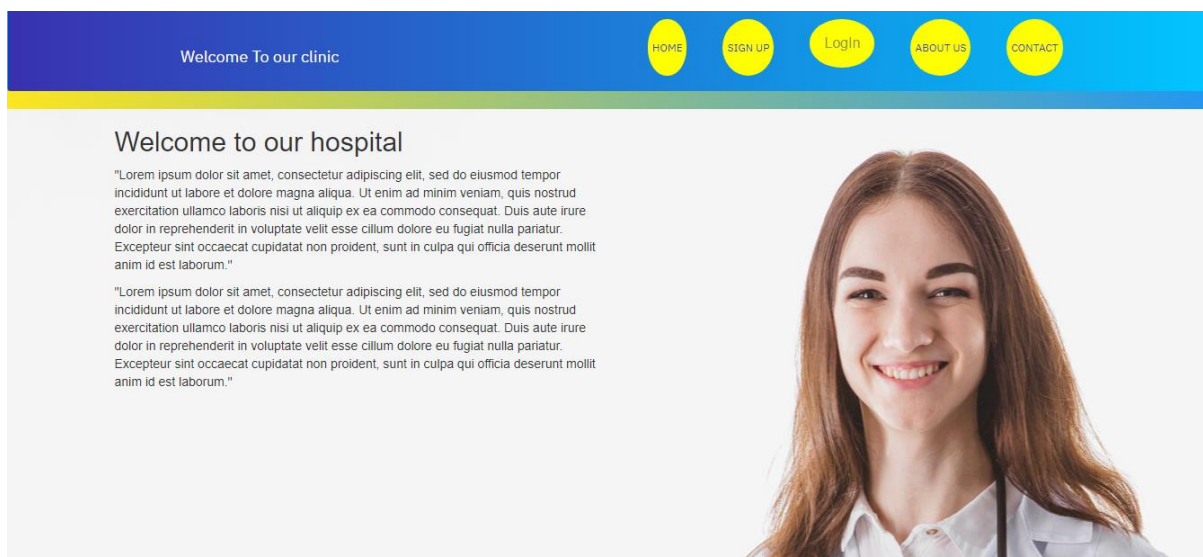 Welcome To our clinic
HOME
SIGN UP
LogIn
ABOUT US
CONTACT
Welcome to our hospital
"Lorem ipsum dolor sit amet, consectetur adipiscing elit, sed do eiusmod tempor
incididunt ut labore et dolore magna aliqua. Ut enim ad minim veniam, quis nostrud
exercitation ullamco laboris nisi ut aliquip ex ea commodo consequat. Duis aute irure
dolor in reprehenderit in voluptate velit esse cillum dolore eu fugiat nulla pariatur.
Excepteur sint occaecat cupidatat non proident, sunt in culpa qui officia deserunt mollit
anim id est laborum."
"Lorem ipsum dolor sit amet, consectetur adipiscing elit, sed do eiusmod tempor
incididunt ut labore et dolore magna aliqua. Ut enim ad minim veniam, quis nostrud
exercitation ullamco laboris nisi ut aliquip ex ea commodo consequat. Duis aute irure
dolor in reprehenderit in voluptate velit esse cillum dolore eu fugiat nulla pariatur.
Excepteur sint occaecat cupidatat non proident, sunt in culpa qui officia deserunt mollit
anim id est laborum."